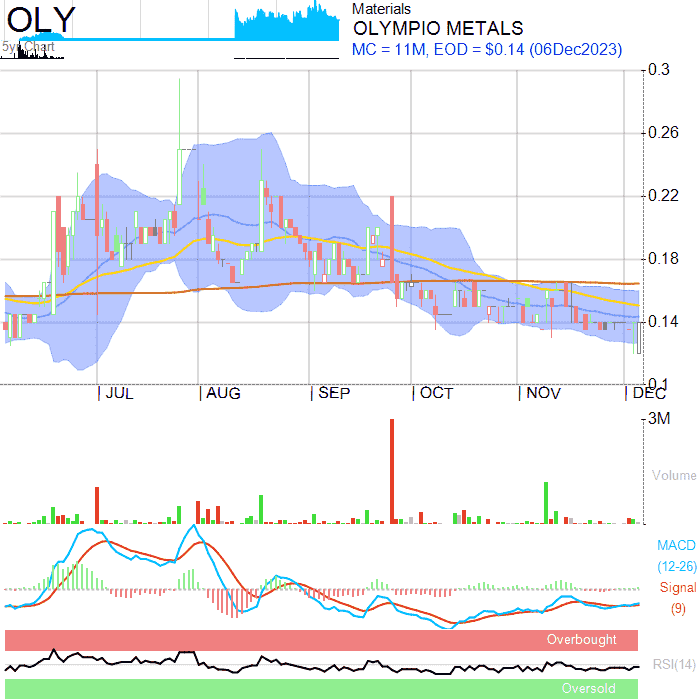 OLY
5yr Chart
Materials
OLYMPIO METALS
MC = 11M, EOD = $0.14 (06Dec2023)
0.3
0.26
0.22
0.18
0.14
0.1
JUL AUG SEP OCT NOV DEC
3M
Volume
MACD
(12-26)
Signal
(9)
Overbought
RSI(14)
Oversold